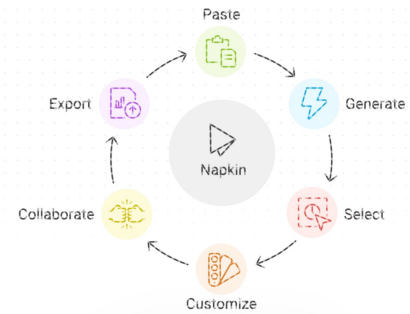 Paste
Generate
Select
Customize
Collaborate
Export
Napkin